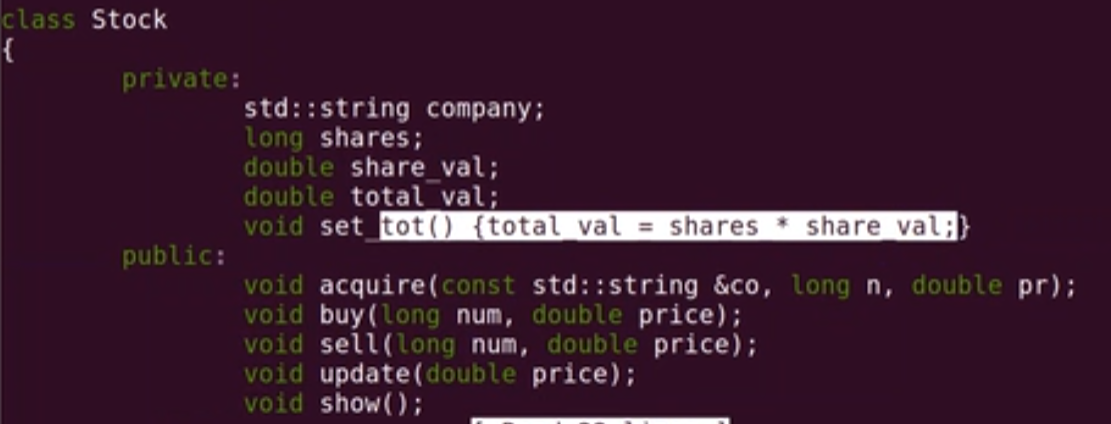 class Stock
{
private:
std::string company;
long shares;
double share_val;
double total_val;
void set_tot() {total_val = shares * share_val;}
public:
void acquire(const std::string &co, long n, double pr);
void buy(long num, double price);
void sell(long num, double price);
void update(double price);
void show();